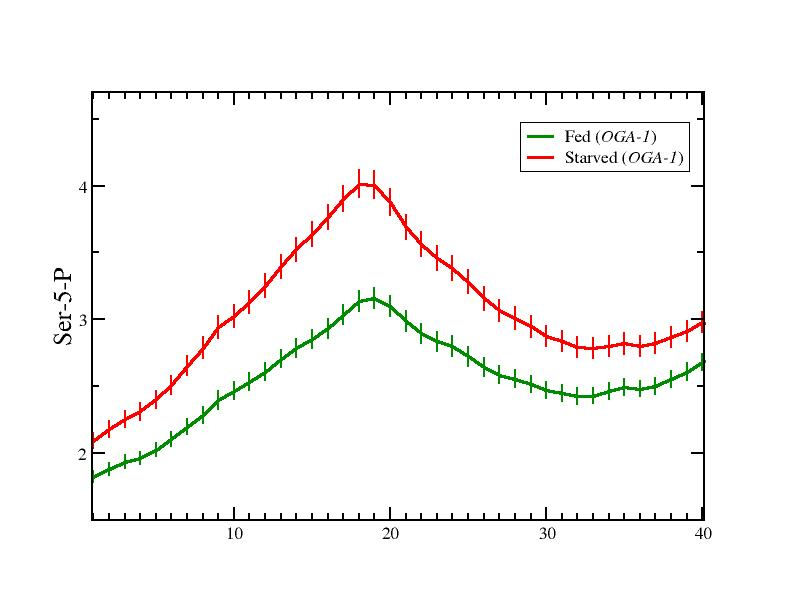 Fed (OGA-1)
Starved (OGA-1)
4
3
2
Ser-5-P
10 20 30 40